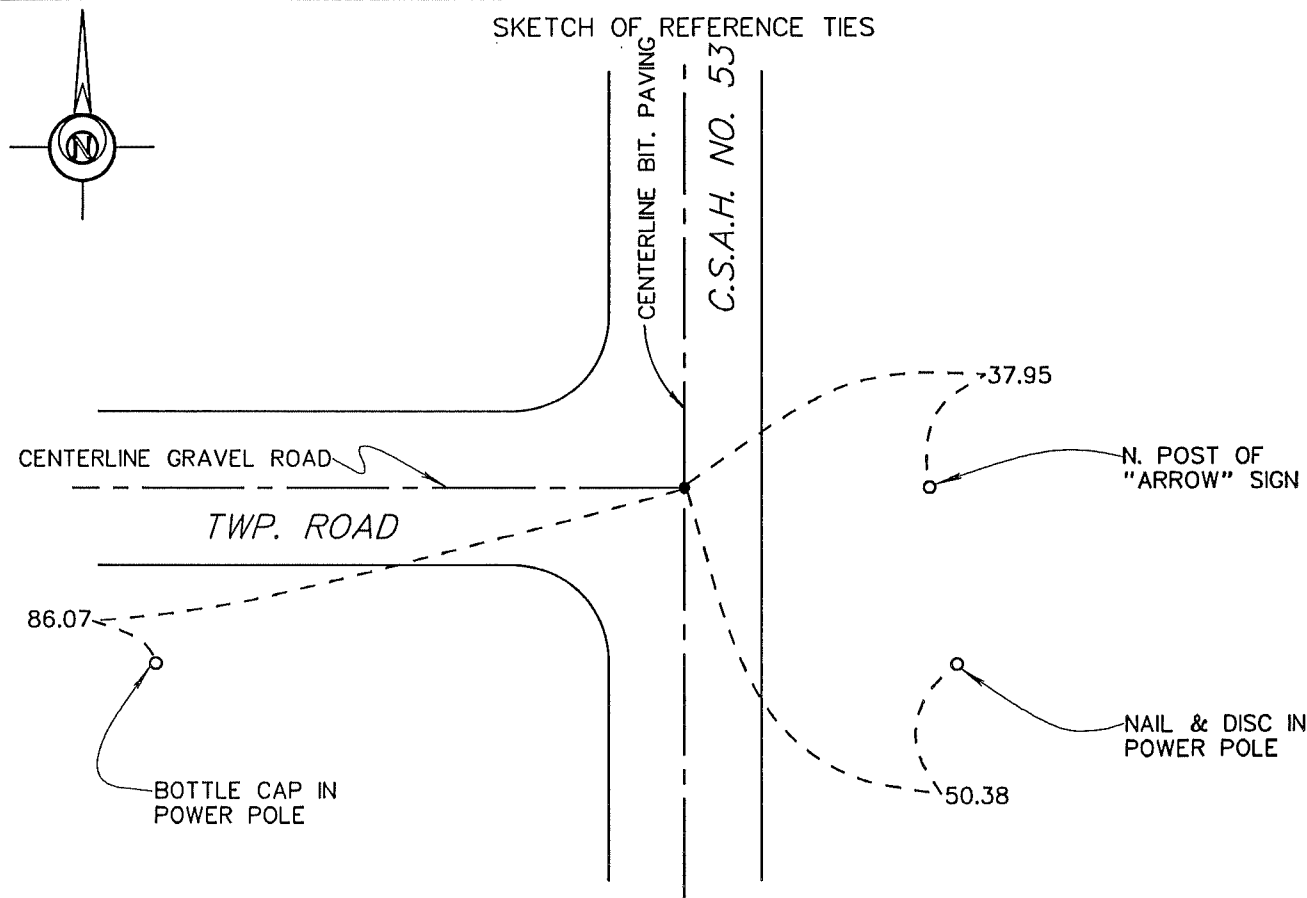 SKETCH OF REFERENCE TIES
N
CENTERLINE BIT. PAVING
C.S.A.H. NO. 53
37.95
CENTERLINE GRAVEL ROAD
N. POST OF
"ARROW" SIGN
TWP. ROAD
86.07
NAIL & DISC IN
POWER POLE
BOTTLE CAP IN
POWER POLE
50.38